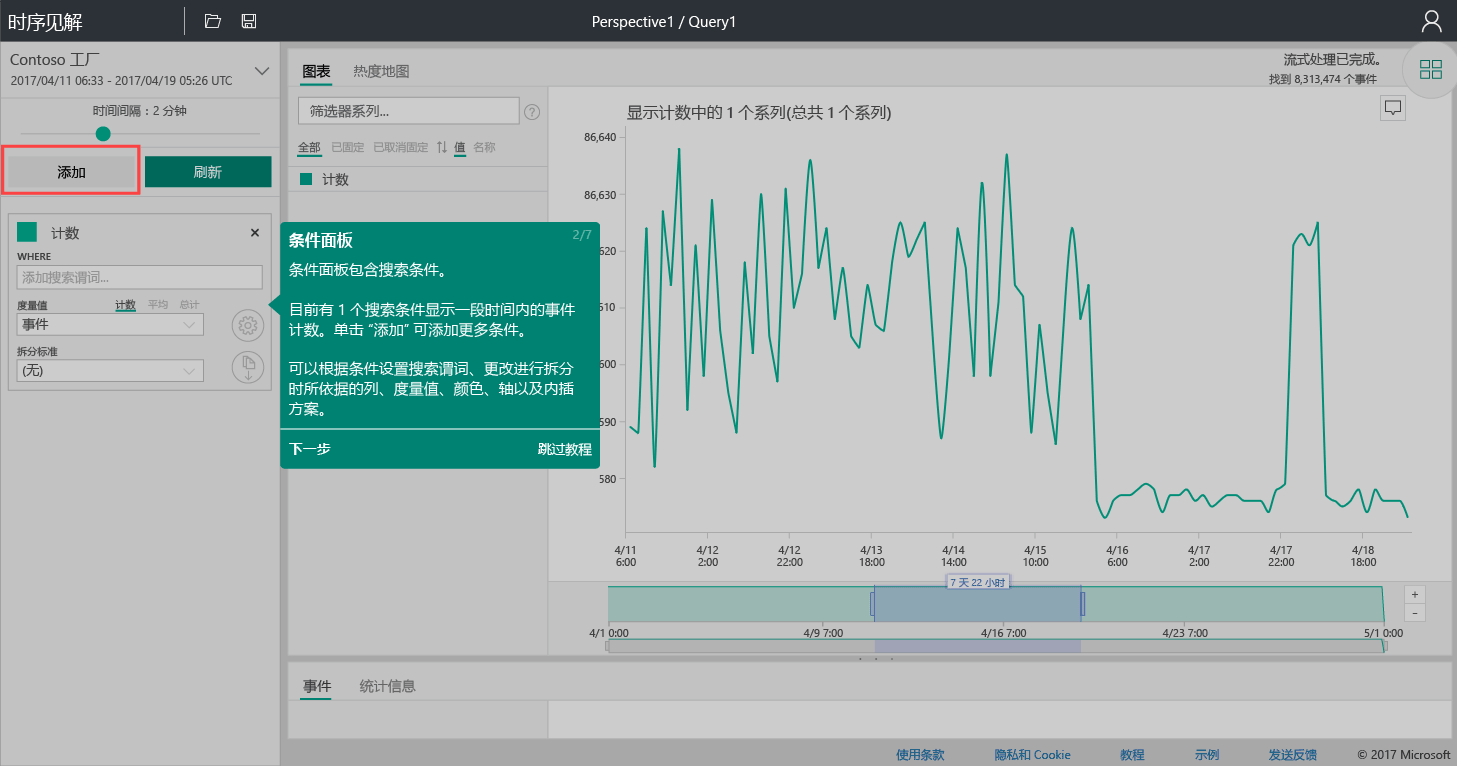 时序见解
Perspective1 / Query1
Contoso 工厂
2017/04/11 06:33 - 2017/04/19 05:26 UTC
时间间隔：2 分钟
添加
刷新
计数
×
WHERE
添加搜索谓词...
度量值
计数 平均 总计
事件
拆分标准
(无)
图表
热度地图
流式处理已完成。
找到 8,313,474 个事件
筛选器系列...
?
全部 已固定 已取消固定 值 名称
计数
条件面板
2/7
条件面板包含搜索条件。
目前有 1 个搜索条件显示一段时间内的事件
计数。单击 “添加” 可添加更多条件。
可以根据条件设置搜索谓词、更改进行拆分
时所依据的列、度量值、颜色、轴以及内插
方案。
下一步
跳过教程
显示计数中的 1 个系列(总共 1 个系列)
86,640
86,630
620
610
600
590
580
4/11 4/12 4/12 4/13 4/14 4/15 4/16 4/17 4/17 4/18
6:00 2:00 22:00 18:00 14:00 10:00 6:00 2:00 22:00 18:00
7 天 22 小时
+
-
4/1 0:00 4/9 7:00 4/16 7:00 4/23 7:00 5/1 0:00
事件
统计信息
使用条款 隐私和 Cookie 教程 示例 发送反馈 © 2017 Microsoft